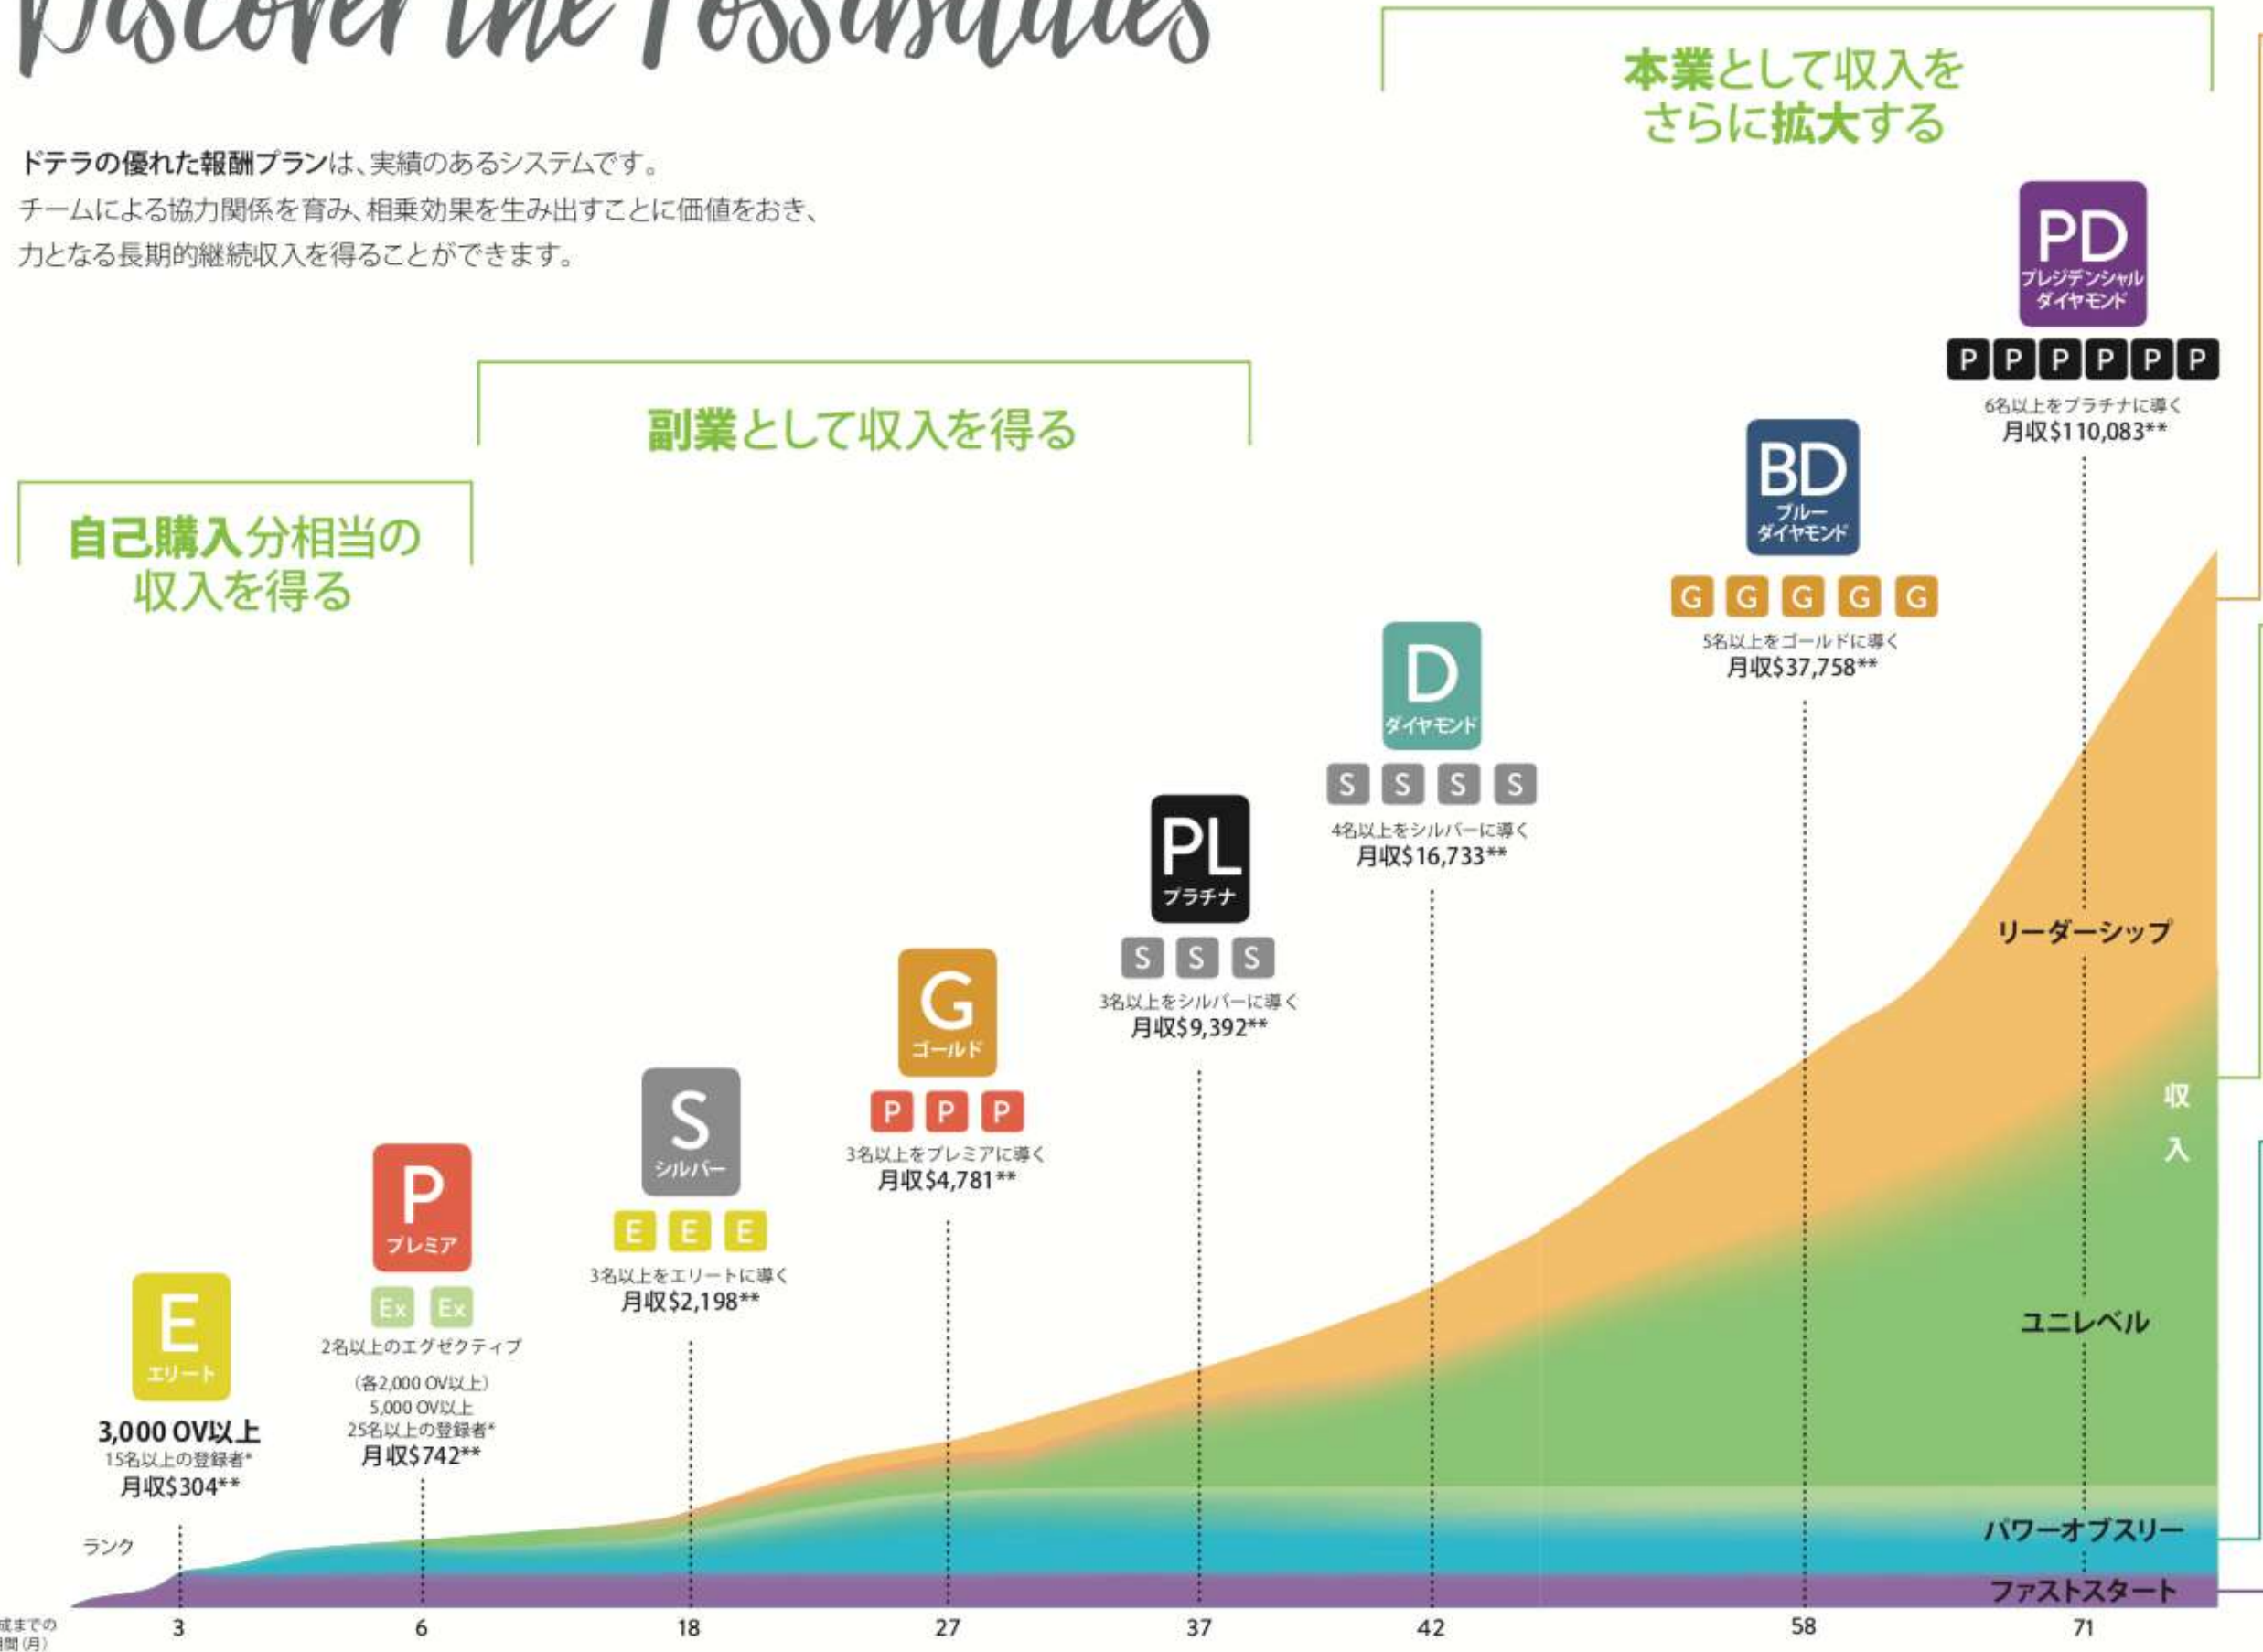 Discover the Possibilities
ドテラの優れた報酬プランは、実績のあるシステムです。
チームによる協力関係を育み、相乗効果を生み出すことに価値をおき、
力となる長期的継続収入を得ることができます。
自己購入分相当の
収入を得る
副業として収入を得る
本業として収入を
さらに拡大する
E
エリート
3,000 OV以上
15名以上の登録者*
月収$304**
P
プレミア
Ex Ex
2名以上のエグゼクティブ
(各2,000 OV以上)
5,000 OV以上
25名以上の登録者*
月収$742**
S
シルバー
E E E
3名以上をエリートに導く
月収$2,198**
G
ゴールド
P P P
3名以上をプレミアに導く
月収$4,781**
PL
プラチナ
S S S
3名以上をシルバーに導く
月収$9,392**
D
ダイヤモンド
S S S S
4名以上をシルバーに導く
月収$16,733**
BD
ブルー
ダイヤモンド
G G G G G
5名以上をゴールドに導く
月収$37,758**
PD
プレジデンシャル
ダイヤモンド
P P P P P P
6名以上をプラチナに導く
月収$110,083**
リーダーシップ
収入
ユニレベル
パワーオブスリー
ファストスタート
ランク
成までの
間(月)
3 6 18 27 37 42 58 71